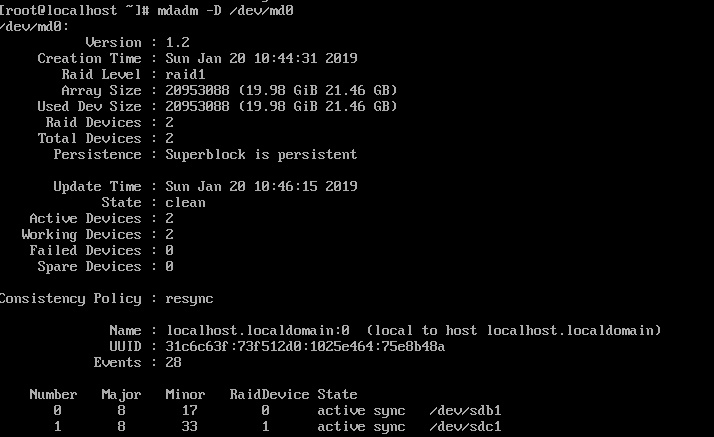 [root@localhost ~]# mdadm -D /dev/md0
/dev/md0:
Version : 1.2
Creation Time : Sun Jan 20 10:44:31 2019
Raid Level : raid1
Array Size : 20953088 (19.98 GiB 21.46 GB)
Used Dev Size : 20953088 (19.98 GiB 21.46 GB)
Raid Devices : 2
Total Devices : 2
Persistence : Superblock is persistent
Update Time : Sun Jan 20 10:46:15 2019
State : clean
Active Devices : 2
Working Devices : 2
Failed Devices : 0
Spare Devices : 0
Consistency Policy : resync
Name : localhost.localdomain:0  (local to host localhost.localdomain)
UUID : 31c6c63f:73f512d0:1025e464:75e8b48a
Events : 28
Number   Major   Minor   RaidDevice State
0       8       17        0      active sync   /dev/sdb1
1       8       33        1      active sync   /dev/sdc1